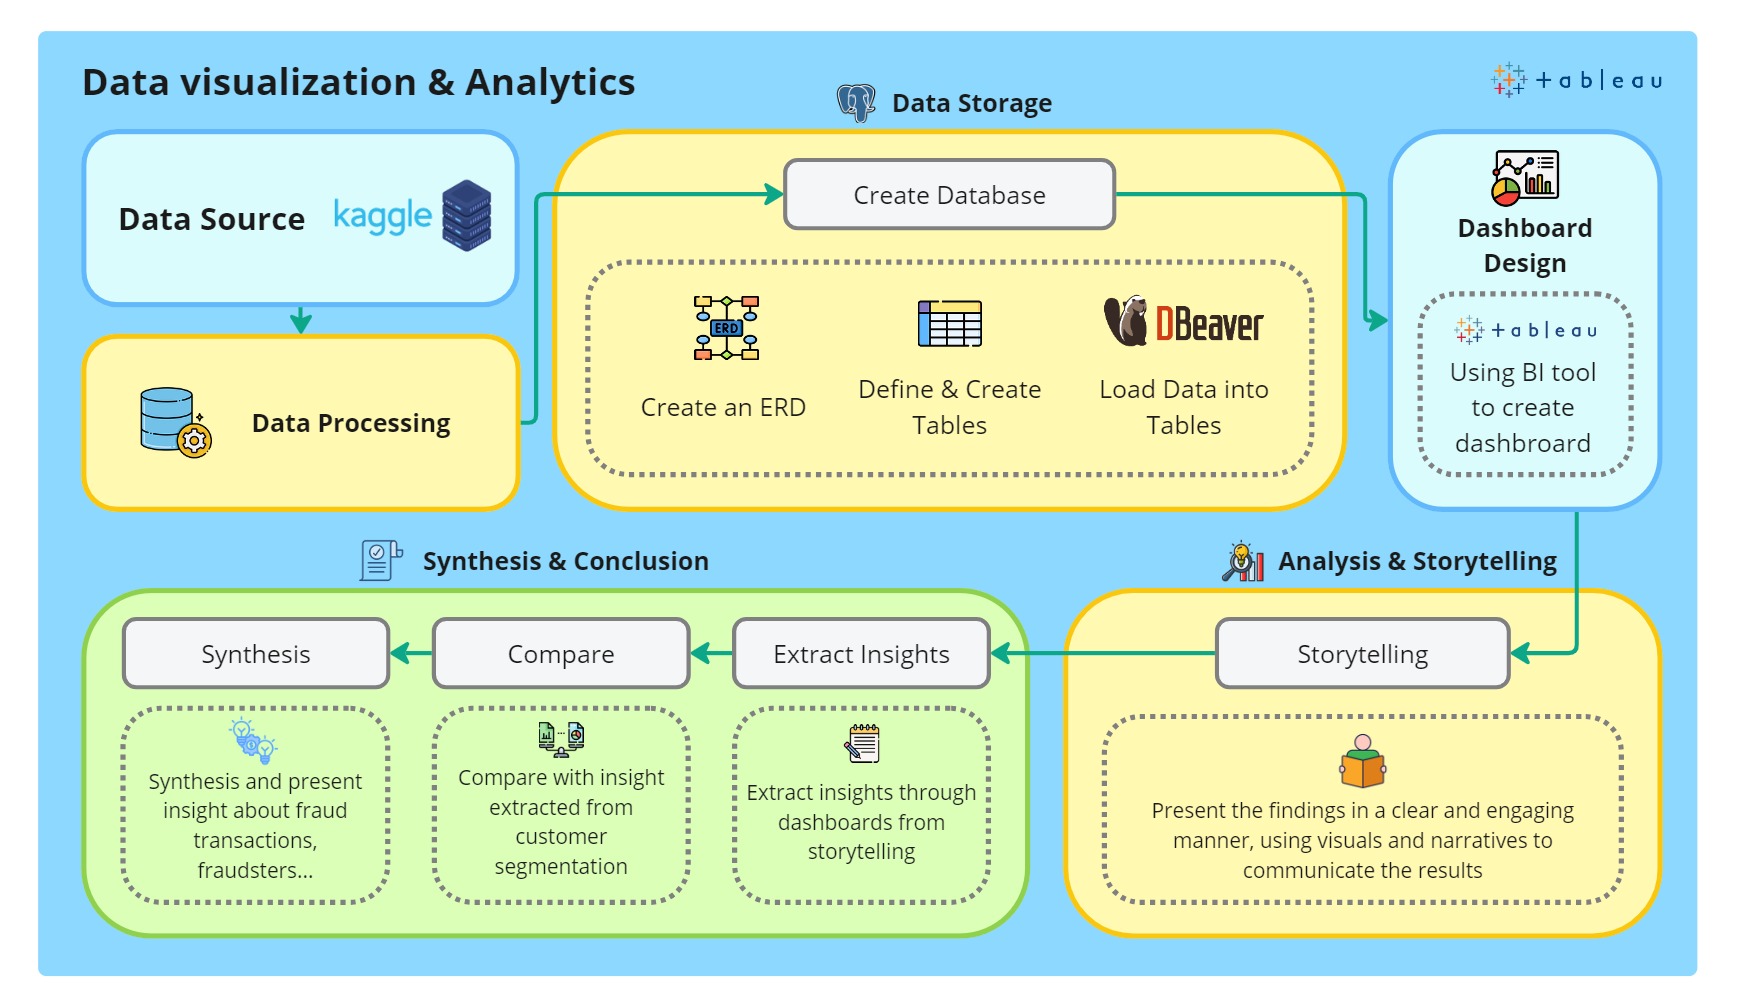 Data visualization & Analytics
tableau
Data Storage
Data Source
kaggle
Create Database
Dashboard
Design
ERD
DBeaver
Create an ERD
Define & Create
Tables
Load Data into
Tables
tableau
Using BI tool
to create
dashbroard
Data Processing
Analysis & Storytelling
Storytelling
Present the findings in a clear and engaging
manner, using visuals and narratives to
communicate the results
Synthesis & Conclusion
Extract Insights
Extract insights through
dashboards from
storytelling
Compare
Compare with insight
extracted from
customer
segmentation
Synthesis
Synthesis and present
insight about fraud
transactions,
fraudsters...